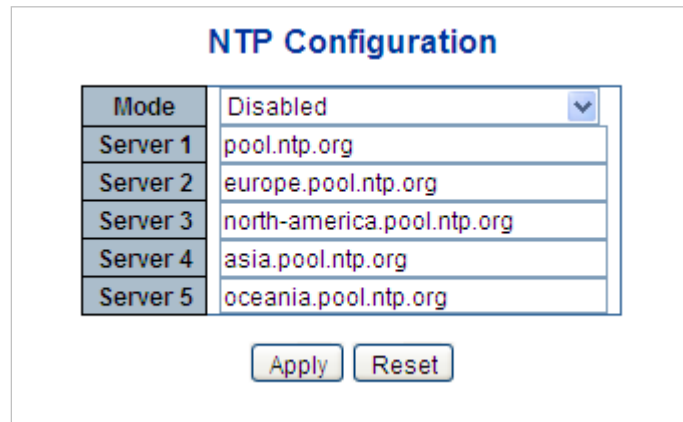 NTP Configuration
Mode Disabled
Server 1 pool.ntp.org
Server 2 europe.pool.ntp.org
Server 3 north-america.pool.ntp.org
Server 4 asia.pool.ntp.org
Server 5 oceania.pool.ntp.org
Apply Reset